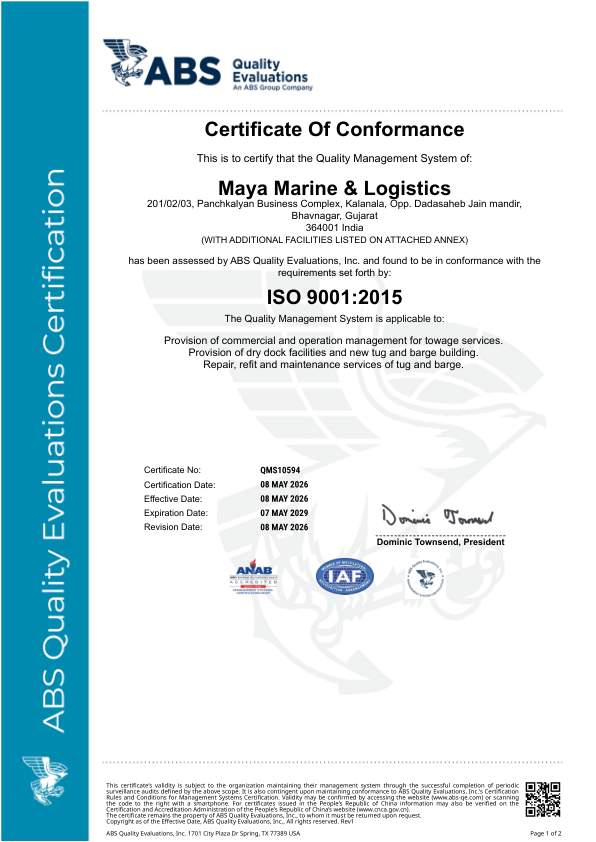 ABS Quality Evaluations Certification
ABS Quality
Evaluations
An ABS Group Company
Certificate Of Conformance
This is to certify that the Quality Management System of:
Maya Marine & Logistics
201/02/03, Panchkalyan Business Complex, Kalanala, Opp. Dadasaheb Jain mandir,
Bhavnagar, Gujarat
364001 India
(WITH ADDITIONAL FACILITIES LISTED ON ATTACHED ANNEX)
has been assessed by ABS Quality Evaluations, Inc. and found to be in conformance with the
requirements set forth by:
ISO 9001:2015
The Quality Management System is applicable to:
Provision of commercial and operation management for towage services.
Provision of dry dock facilities and new tug and barge building.
Repair, refit and maintenance services of tug and barge.
Certificate No: QMS10594
Certification Date: 08 MAY 2026
Effective Date: 08 MAY 2026
Expiration Date: 07 MAY 2029
Revision Date: 08 MAY 2026
Dominic Townsend
Dominic Townsend, President
ANAB
ACCREDITED
IAF
This certificate's validity is subject to the organization maintaining their management system through the successful completion of periodic
surveillance audits defined by the above scope. It is also contingent upon maintaining conformance to ABS Quality Evaluations, Inc.'s Certification
Rules and Conditions for Management Systems Certification. Validity may be confirmed by accessing the website (www.abs-qe.com) or scanning
the code to the right with a smartphone. For certificates issued in the People's Republic of China information may also be verified on the
Certification and Accreditation Administration of the People's Republic of China's website (www.cnca.gov.cn).
The certificate remains the property of ABS Quality Evaluations, Inc., to whom it must be returned upon request.
Copyright as of the Effective Date, ABS Quality Evaluations, Inc., All rights reserved. Rev1
ABS Quality Evaluations, Inc. 1701 City Plaza Dr Spring, TX 77389 USA
Page 1 of 2